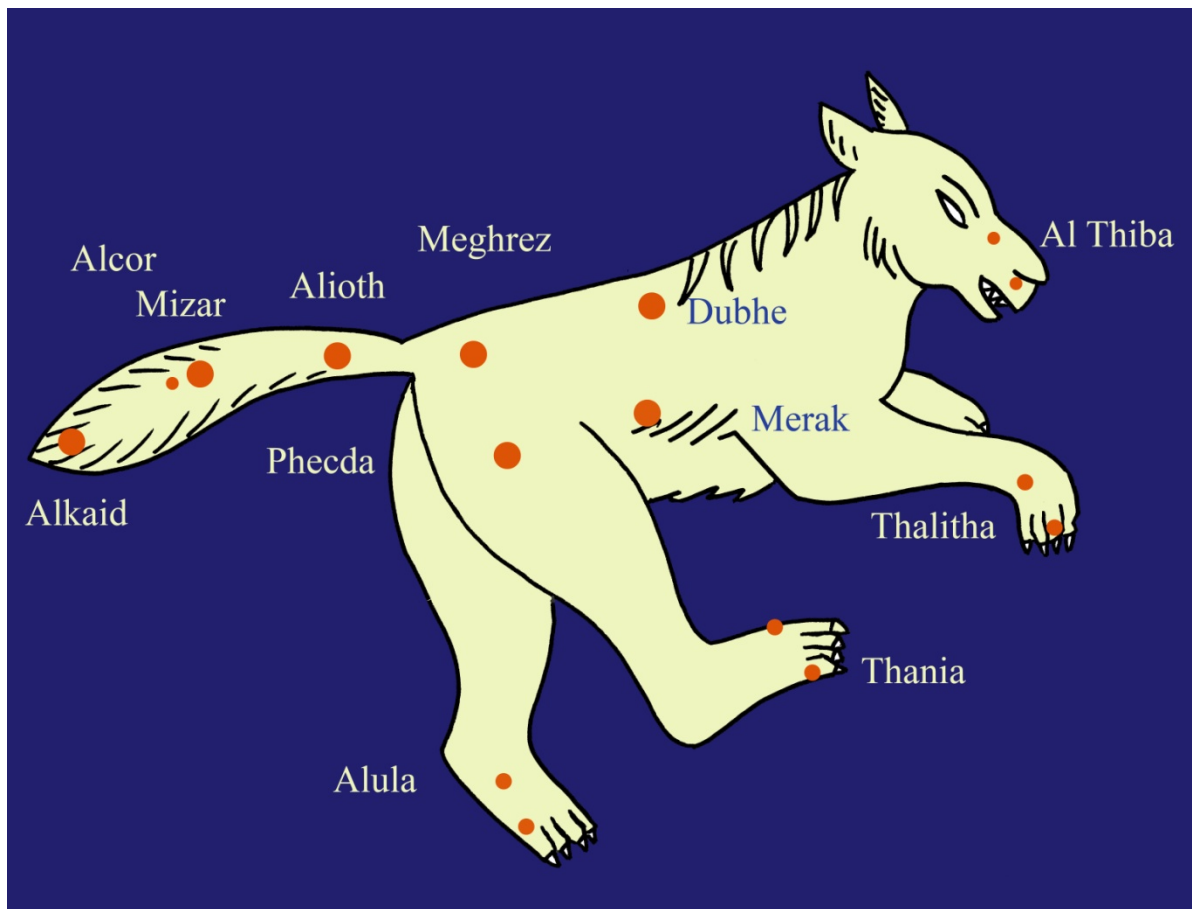 Alcor
Mizar
Alioth
Meghrez
Al Thiba
Dubhe
Merak
Phecda
Alkaid
Thalitha
Thania
Alula